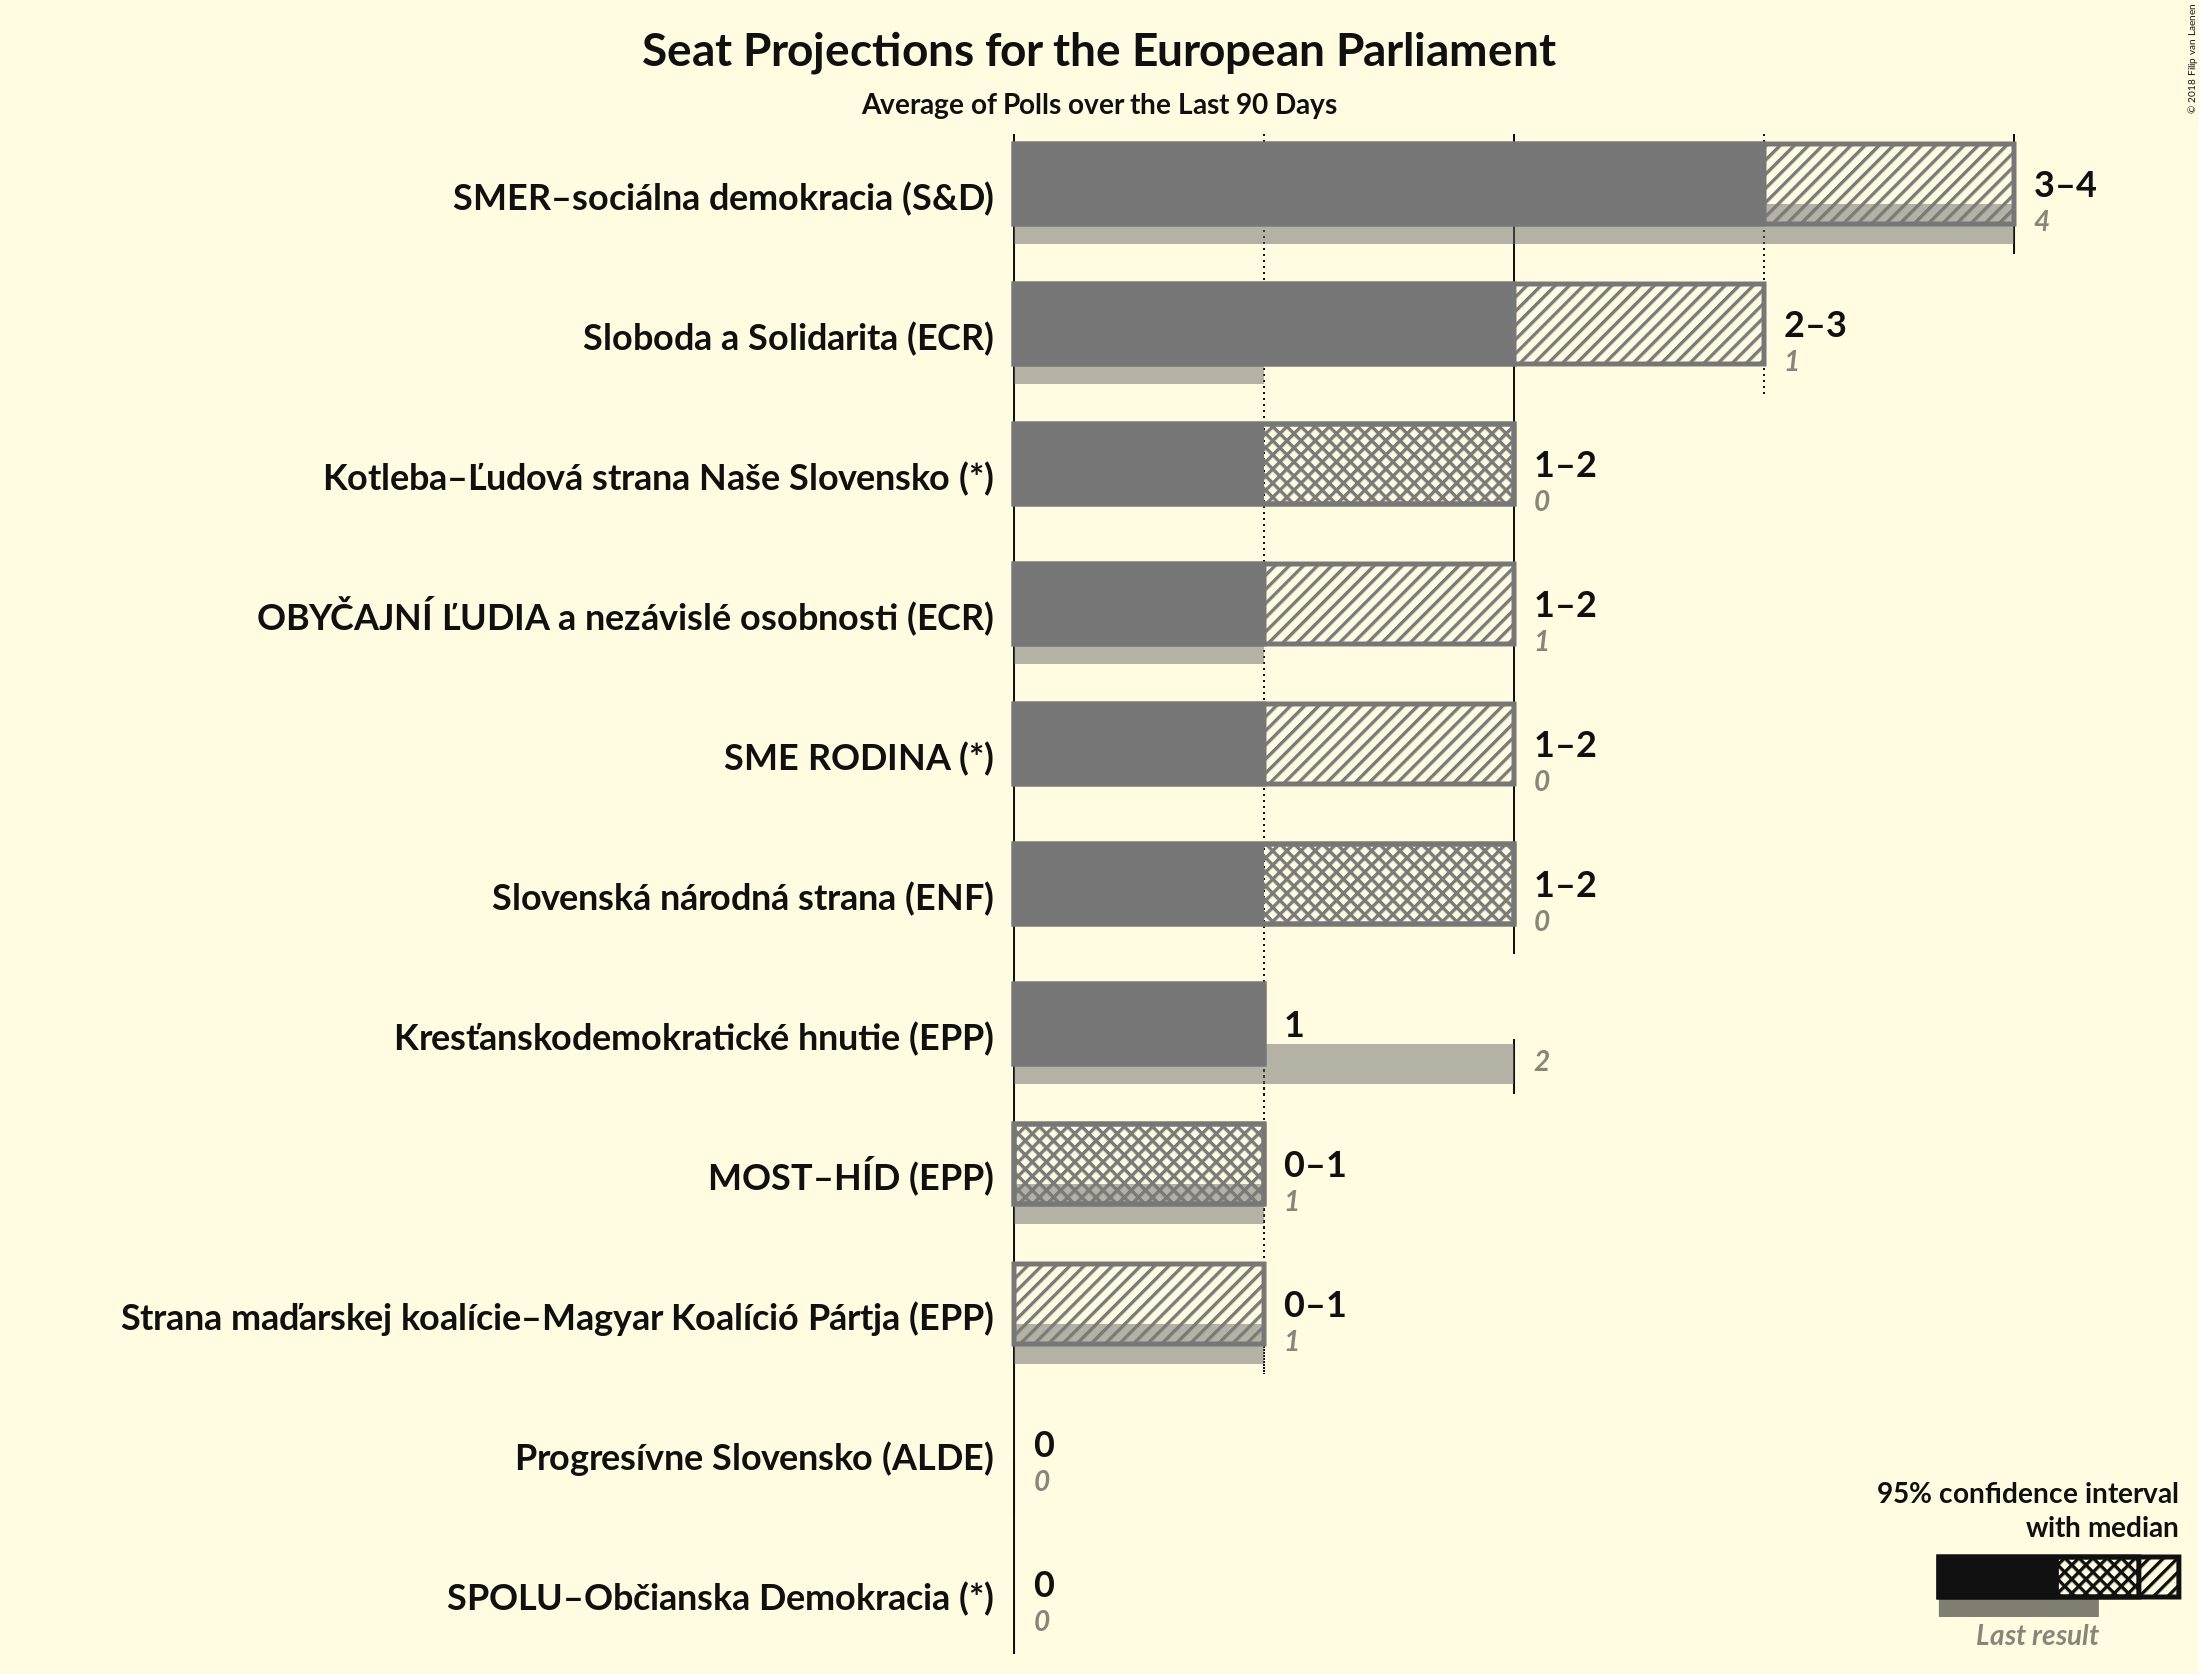 Seat Projections for the European Parliament
Average of Polls over the Last 90 Days
© 2018 Filip van Laenen
SMER–sociálna demokracia (S&D)
3–4
4
Sloboda a Solidarita (ECR)
2–3
1
Kotleba–Ľudová strana Naše Slovensko (*)
1–2
0
OBYČAJNÍ ĽUDIA a nezávislé osobnosti (ECR)
1–2
1
SME RODINA (*)
1–2
0
Slovenská národná strana (ENF)
1–2
0
Kresťanskodemokratické hnutie (EPP)
1
2
MOST–HÍD (EPP)
0–1
1
Strana maďarskej koalície–Magyar Koalíció Pártja (EPP)
0–1
1
Progresívne Slovensko (ALDE)
0
0
SPOLU–Občianska Demokracia (*)
0
0
95% confidence interval
with median
Last result